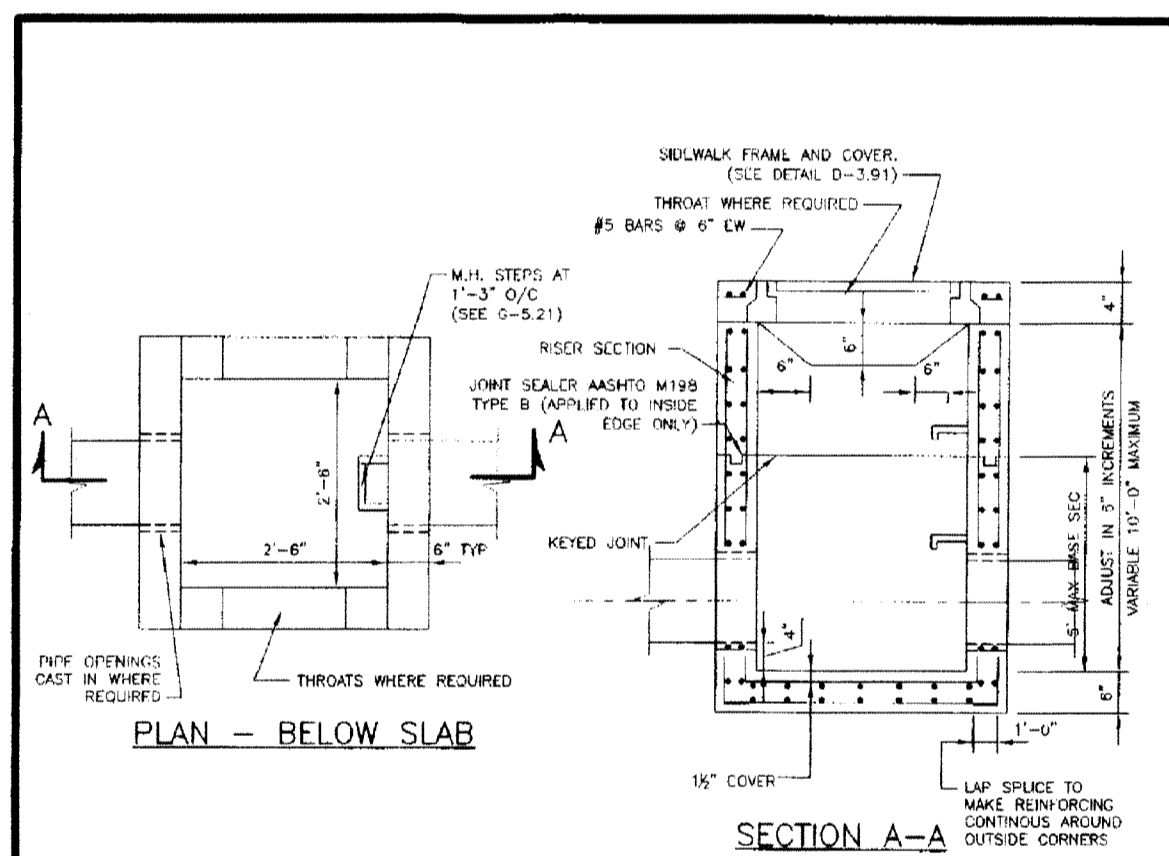 SIDEWALK FRAME AND COVER.
(SEE DETAIL D-3.91)
THROAT WHERE REQUIRED
#5 BARS @ 6" EW
M.H. STEPS AT
1'-3" O/C
(SEE G-5.21)
RISER SECTION
JOINT SEALER AASHTO M198
TYPE B (APPLIED TO INSIDE
EDGE ONLY)
KEYED JOINT
A
A
2'-6"
2'-6"
6" TYP
PIPE OPENINGS
CAST IN WHERE
REQUIRED
THROATS WHERE REQUIRED
PLAN - BELOW SLAB
6"
6"
6"
4"
4"
5' MAX BASE SEC
ADJUST IN 6" INCREMENTS
VARIABLE 10'-0" MAXIMUM
6"
1'-0"
1½" COVER
LAP SPLICE TO
MAKE REINFORCING
CONTINOUS AROUND
OUTSIDE CORNERS
SECTION A-A